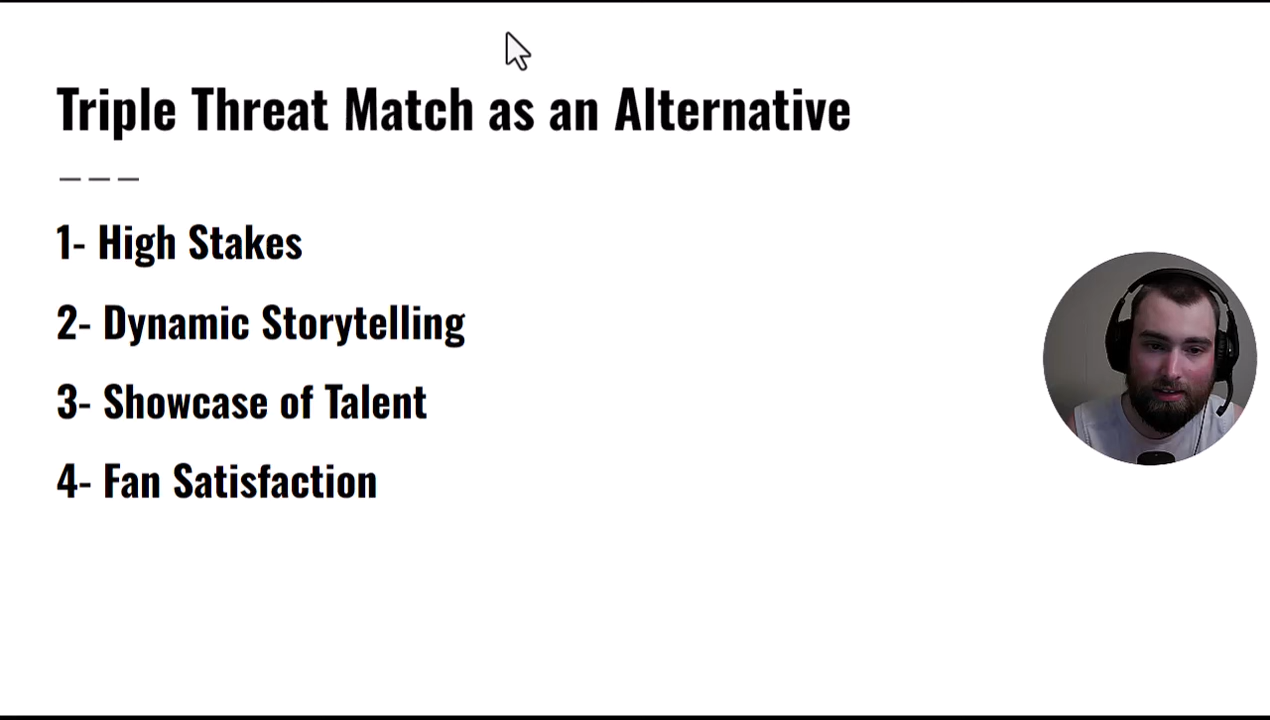 Triple Threat Match as an Alternative
1- High Stakes
2- Dynamic Storytelling
3- Showcase of Talent
4- Fan Satisfaction